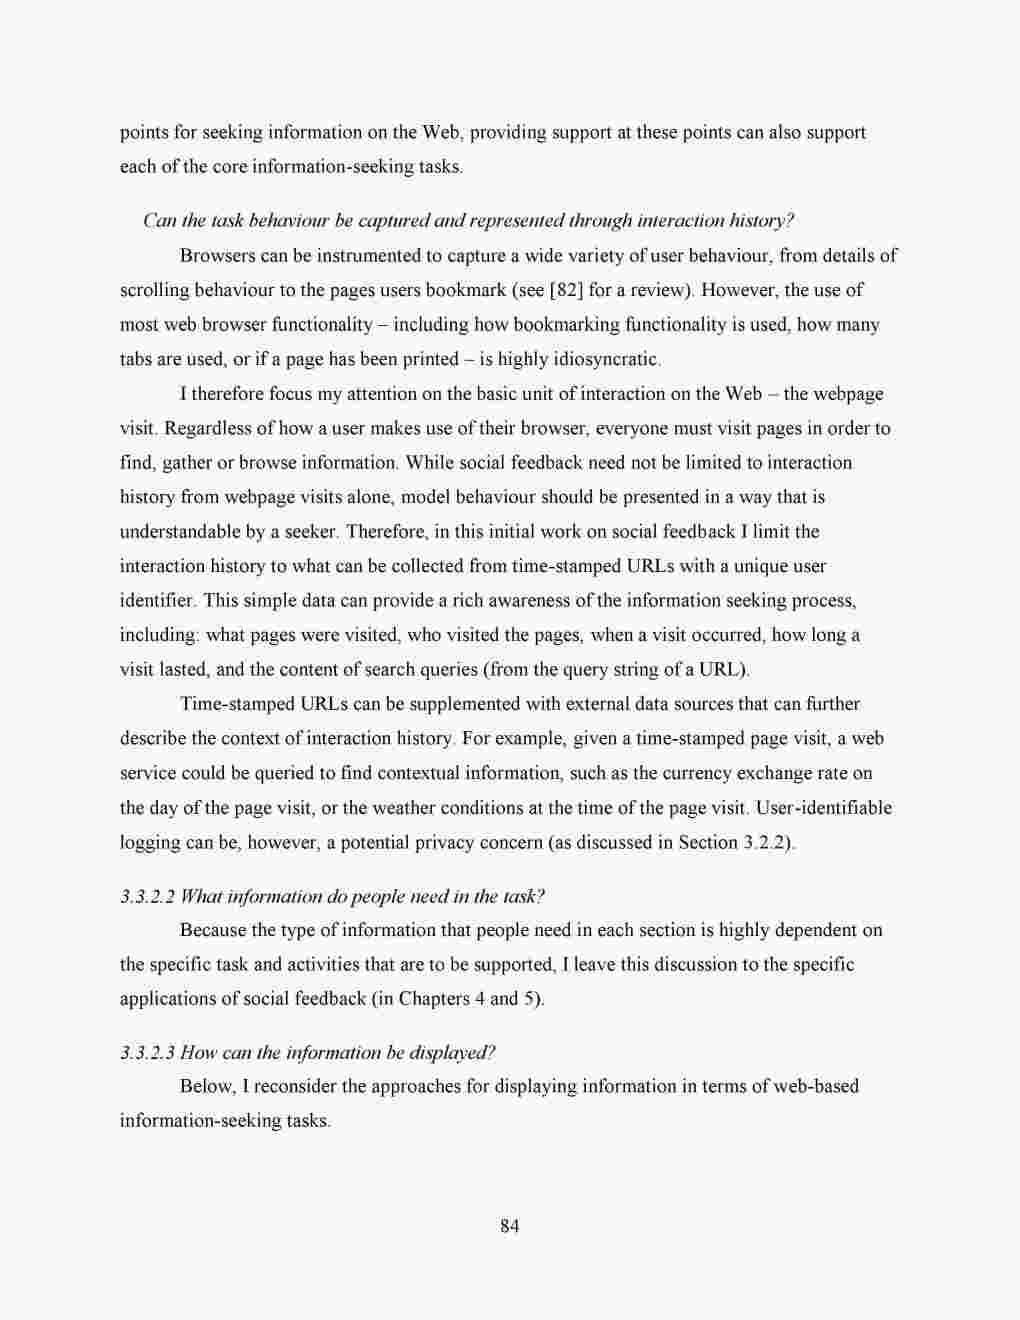 points for seeking information on the Web, providing support at these points can also support
each of the core information-seeking tasks.
Can the task behaviour be captured and represented through interaction history?
Browsers can be instrumented to capture a wide variety of user behaviour, from details of
scrolling behaviour to the pages users bookmark (see [82] for a review). However, the use of
most web browser functionality – including how bookmarking functionality is used, how many
tabs are used, or if a page has been printed – is highly idiosyncratic.
I therefore focus my attention on the basic unit of interaction on the Web – the webpage
visit. Regardless of how a user makes use of their browser, everyone must visit pages in order to
find, gather or browse information. While social feedback need not be limited to interaction
history from webpage visits alone, model behaviour should be presented in a way that is
understandable by a seeker. Therefore, in this initial work on social feedback I limit the
interaction history to what can be collected from time-stamped URLs with a unique user
identifier. This simple data can provide a rich awareness of the information seeking process,
including: what pages were visited, who visited the pages, when a visit occurred, how long a
visit lasted, and the content of search queries (from the query string of a URL).
Time-stamped URLs can be supplemented with external data sources that can further
describe the context of interaction history. For example, given a time-stamped page visit, a web
service could be queried to find contextual information, such as the currency exchange rate on
the day of the page visit, or the weather conditions at the time of the page visit. User-identifiable
logging can be, however, a potential privacy concern (as discussed in Section 3.2.2).
3.3.2.2 What information do people need in the task?
Because the type of information that people need in each section is highly dependent on
the specific task and activities that are to be supported, I leave this discussion to the specific
applications of social feedback (in Chapters 4 and 5).
3.3.2.3 How can the information be displayed?
Below, I reconsider the approaches for displaying information in terms of web-based
information-seeking tasks.
84